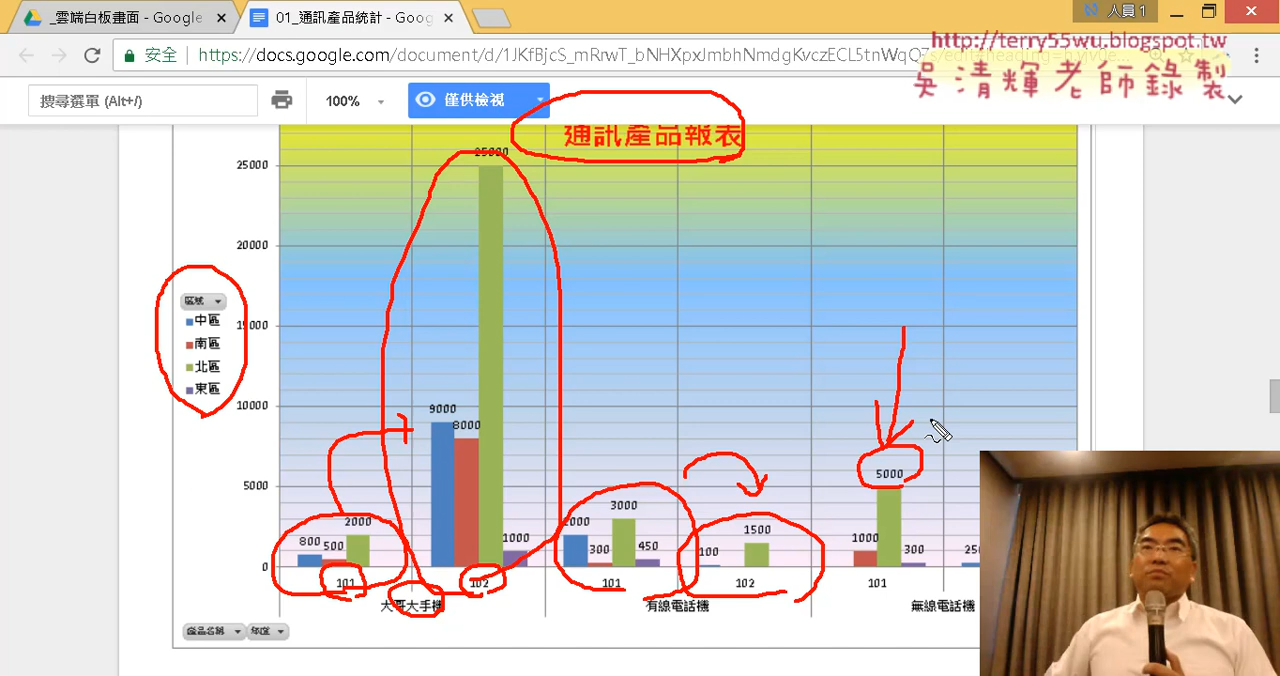 _雲端白板畫面 - Google
01_通訊產品統計 - Goog
人員 1
安全
https://docs.google.com/document/d/1JKfBjcS_mRrwT_bNHXpxJmbhNmdgKvczECL5tnWqQ
http://terry55wu.blogspot.tw
吳清輝老師錄製
搜尋選單 (Alt+/)
100%
僅供檢視
通訊產品報表
25000
20000
15000
10000
5000
0
區域
中區
南區
北區
東區
800
500
2000
9000
8000
25000
1000
2000
300
3000
450
100
1500
1000
5000
300
101
102
101
102
101
大哥大手機
有線電話機
無線電話機
產品名稱
年度